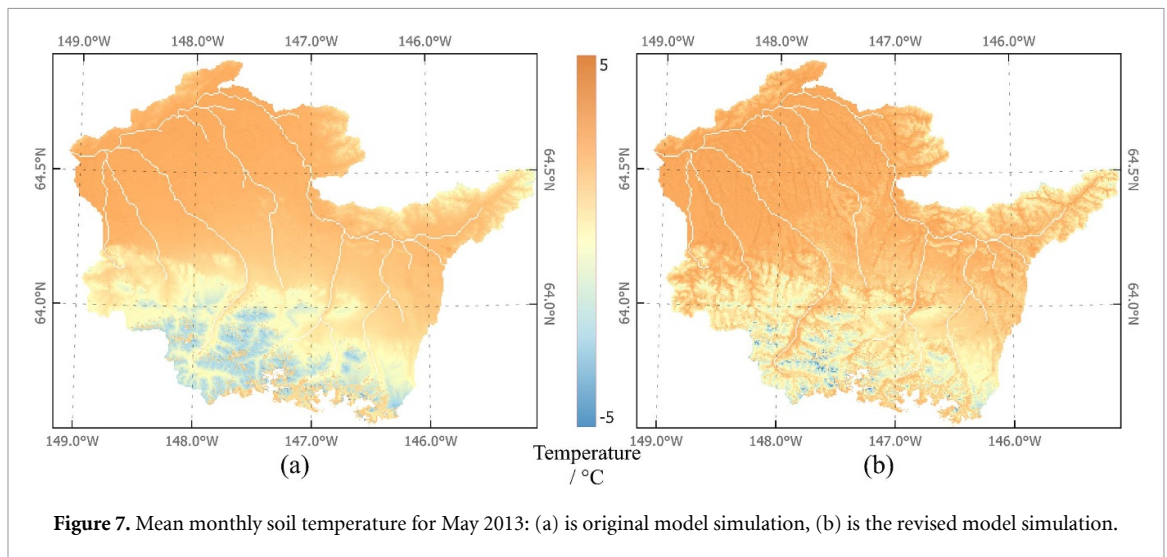 149.0°W 148.0°W 147.0°W 146.0°W
149.0°W 148.0°W 147.0°W 146.0°W
5
64.5°N
64.5°N
64.5°N
64.5°N
64.0°N
64.0°N
64.0°N
64.0°N
-5
149.0°W 148.0°W 147.0°W 146.0°W
149.0°W 148.0°W 147.0°W 146.0°W
(a)
Temperature
/ °C
(b)
Figure 7. Mean monthly soil temperature for May 2013: (a) is original model simulation, (b) is the revised model simulation.